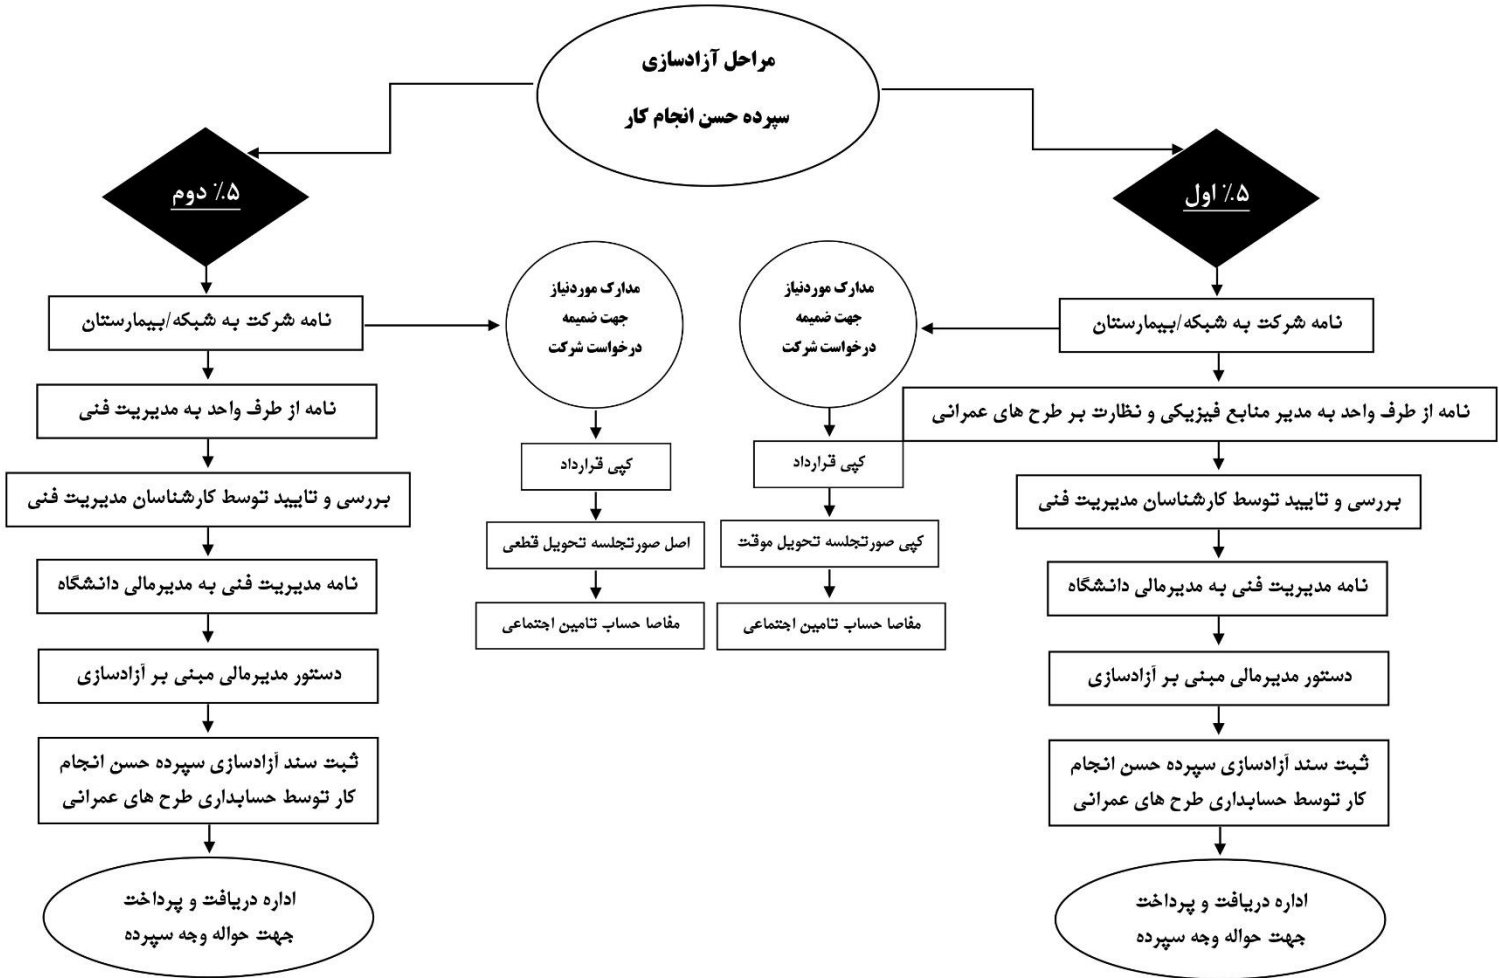 مراحل آزادسازی
سپرده حسن انجام کار
۵٪ اول
نامه شرکت به شبکه/بیمارستان
نامه از طرف واحد به مدیر منابع فیزیکی و نظارت بر طرح های عمرانی
بررسی و تایید توسط کارشناسان مدیریت فنی
نامه مدیریت فنی به مدیرمالی دانشگاه
دستور مدیرمالی مبنی بر آزادسازی
ثبت سند آزادسازی سپرده حسن انجام
کار توسط حسابداری طرح های عمرانی
اداره دریافت و پرداخت
جهت حواله وجه سپرده
مدارک موردنیاز
جهت ضمیمه
درخواست شرکت
کپی قرارداد
کپی صورتجلسه تحویل موقت
مفاصا حساب تامین اجتماعی
۵٪ دوم
نامه شرکت به شبکه/بیمارستان
نامه از طرف واحد به مدیریت فنی
بررسی و تایید توسط کارشناسان مدیریت فنی
نامه مدیریت فنی به مدیرمالی دانشگاه
دستور مدیرمالی مبنی بر آزادسازی
ثبت سند آزادسازی سپرده حسن انجام
کار توسط حسابداری طرح های عمرانی
اداره دریافت و پرداخت
جهت حواله وجه سپرده
مدارک موردنیاز
جهت ضمیمه
درخواست شرکت
کپی قرارداد
اصل صورتجلسه تحویل قطعی
مفاصا حساب تامین اجتماعی